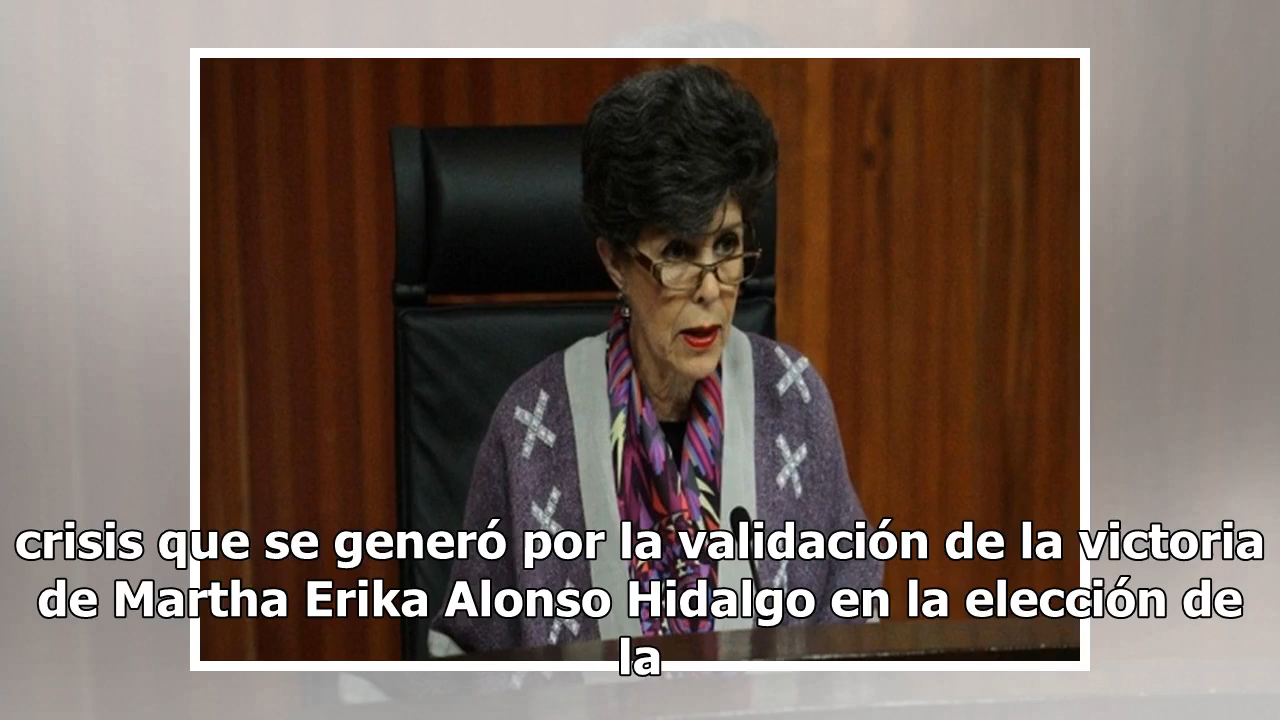 crisis que se generó por la validación de la victoria
de Martha Erika Alonso Hidalgo en la elección de
la